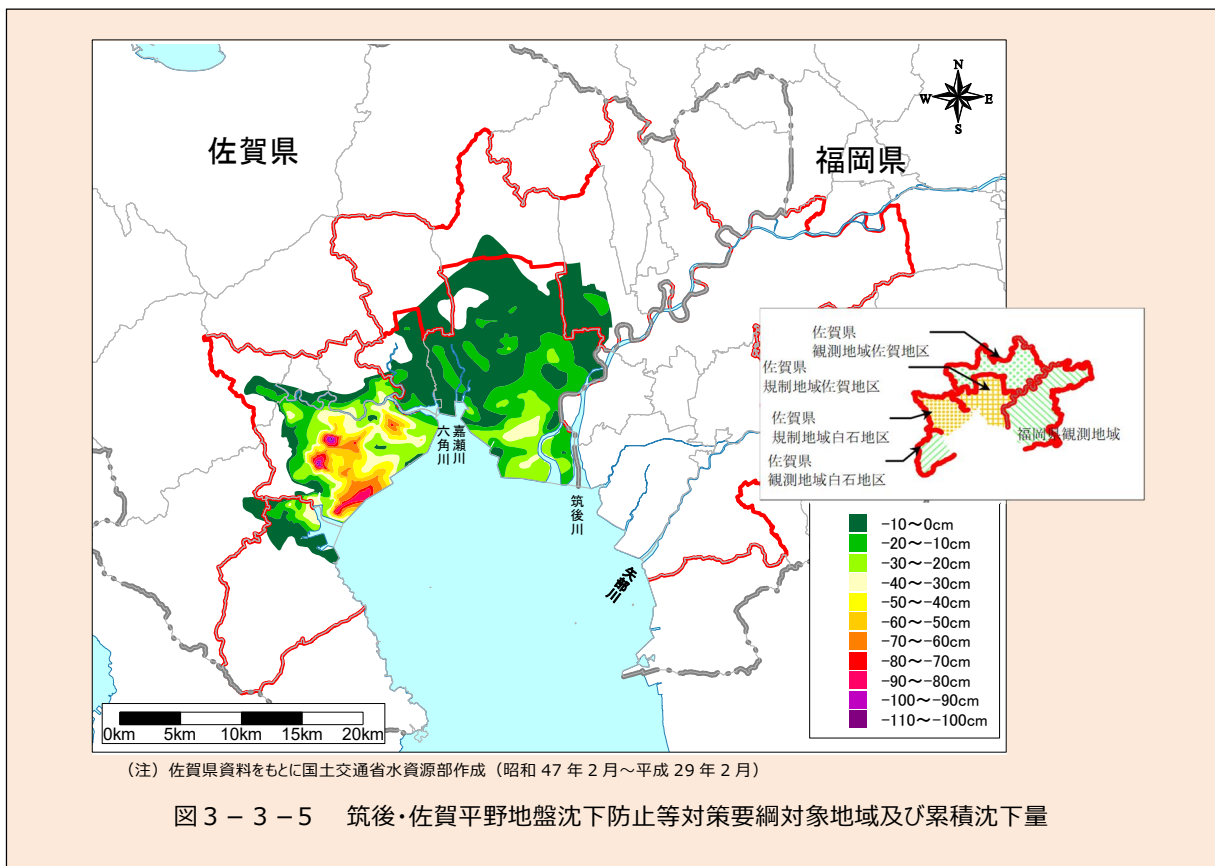 N
W E
S
佐賀県
福岡県
佐賀県
観測地域佐賀地区
佐賀県
規制地域佐賀地区
佐賀県
規制地域白石地区
福岡県観測地域
佐賀県
観測地域白石地区
六角川
嘉瀬川
筑後川
矢部川
-10～0cm
-20～-10cm
-30～-20cm
-40～-30cm
-50～-40cm
-60～-50cm
-70～-60cm
-80～-70cm
-90～-80cm
-100～-90cm
-110～-100cm
0km 5km 10km 15km 20km
（注）佐賀県資料をもとに国土交通省水資源部作成（昭和 47 年 2 月～平成 29 年 2 月）
図３－３－５ 筑後・佐賀平野地盤沈下防止等対策要綱対象地域及び累積沈下量